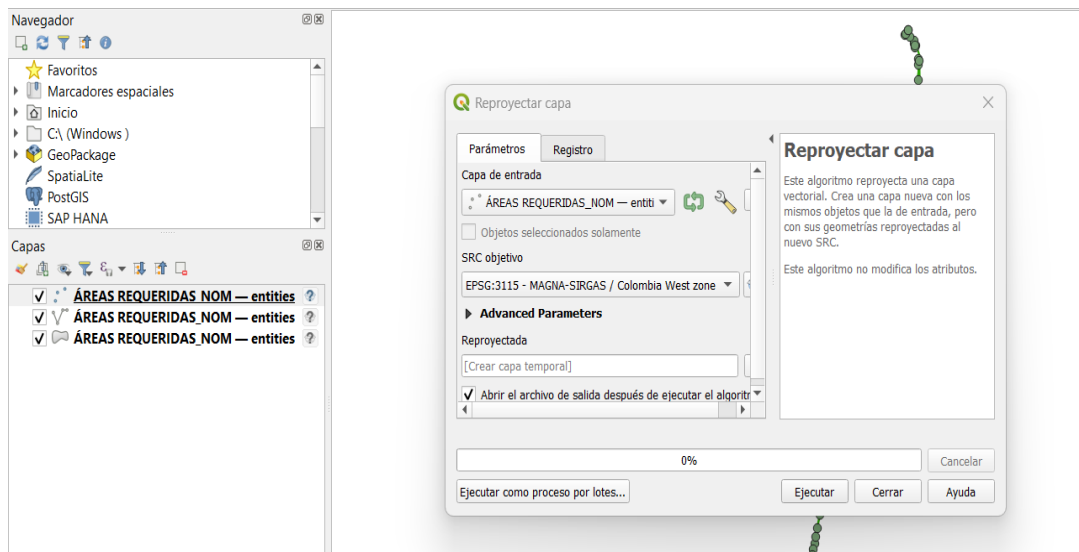 Navegador
Favoritos
Marcadores espaciales
Inicio
C:\ (Windows )
GeoPackage
SpatiaLite
PostGIS
SAP HANA
Capas
ÁREAS REQUERIDAS_NOM — entities
ÁREAS REQUERIDAS_NOM — entities
ÁREAS REQUERIDAS_NOM — entities
Reproyectar capa
Parámetros
Registro
Capa de entrada
ÁREAS REQUERIDAS_NOM — entiti
Objetos seleccionados solamente
SRC objetivo
EPSG:3115 - MAGNA-SIRGAS / Colombia West zone
Advanced Parameters
Reproyectada
[Crear capa temporal]
Abrir el archivo de salida después de ejecutar el algoritr
Reproyectar capa
Este algoritmo reproyecta una capa
vectorial. Crea una capa nueva con los
mismos objetos que la de entrada, pero
con sus geometrías reproyectadas al
nuevo SRC.
Este algoritmo no modifica los atributos.
0%
Cancelar
Ejecutar como proceso por lotes...
Ejecutar
Cerrar
Ayuda